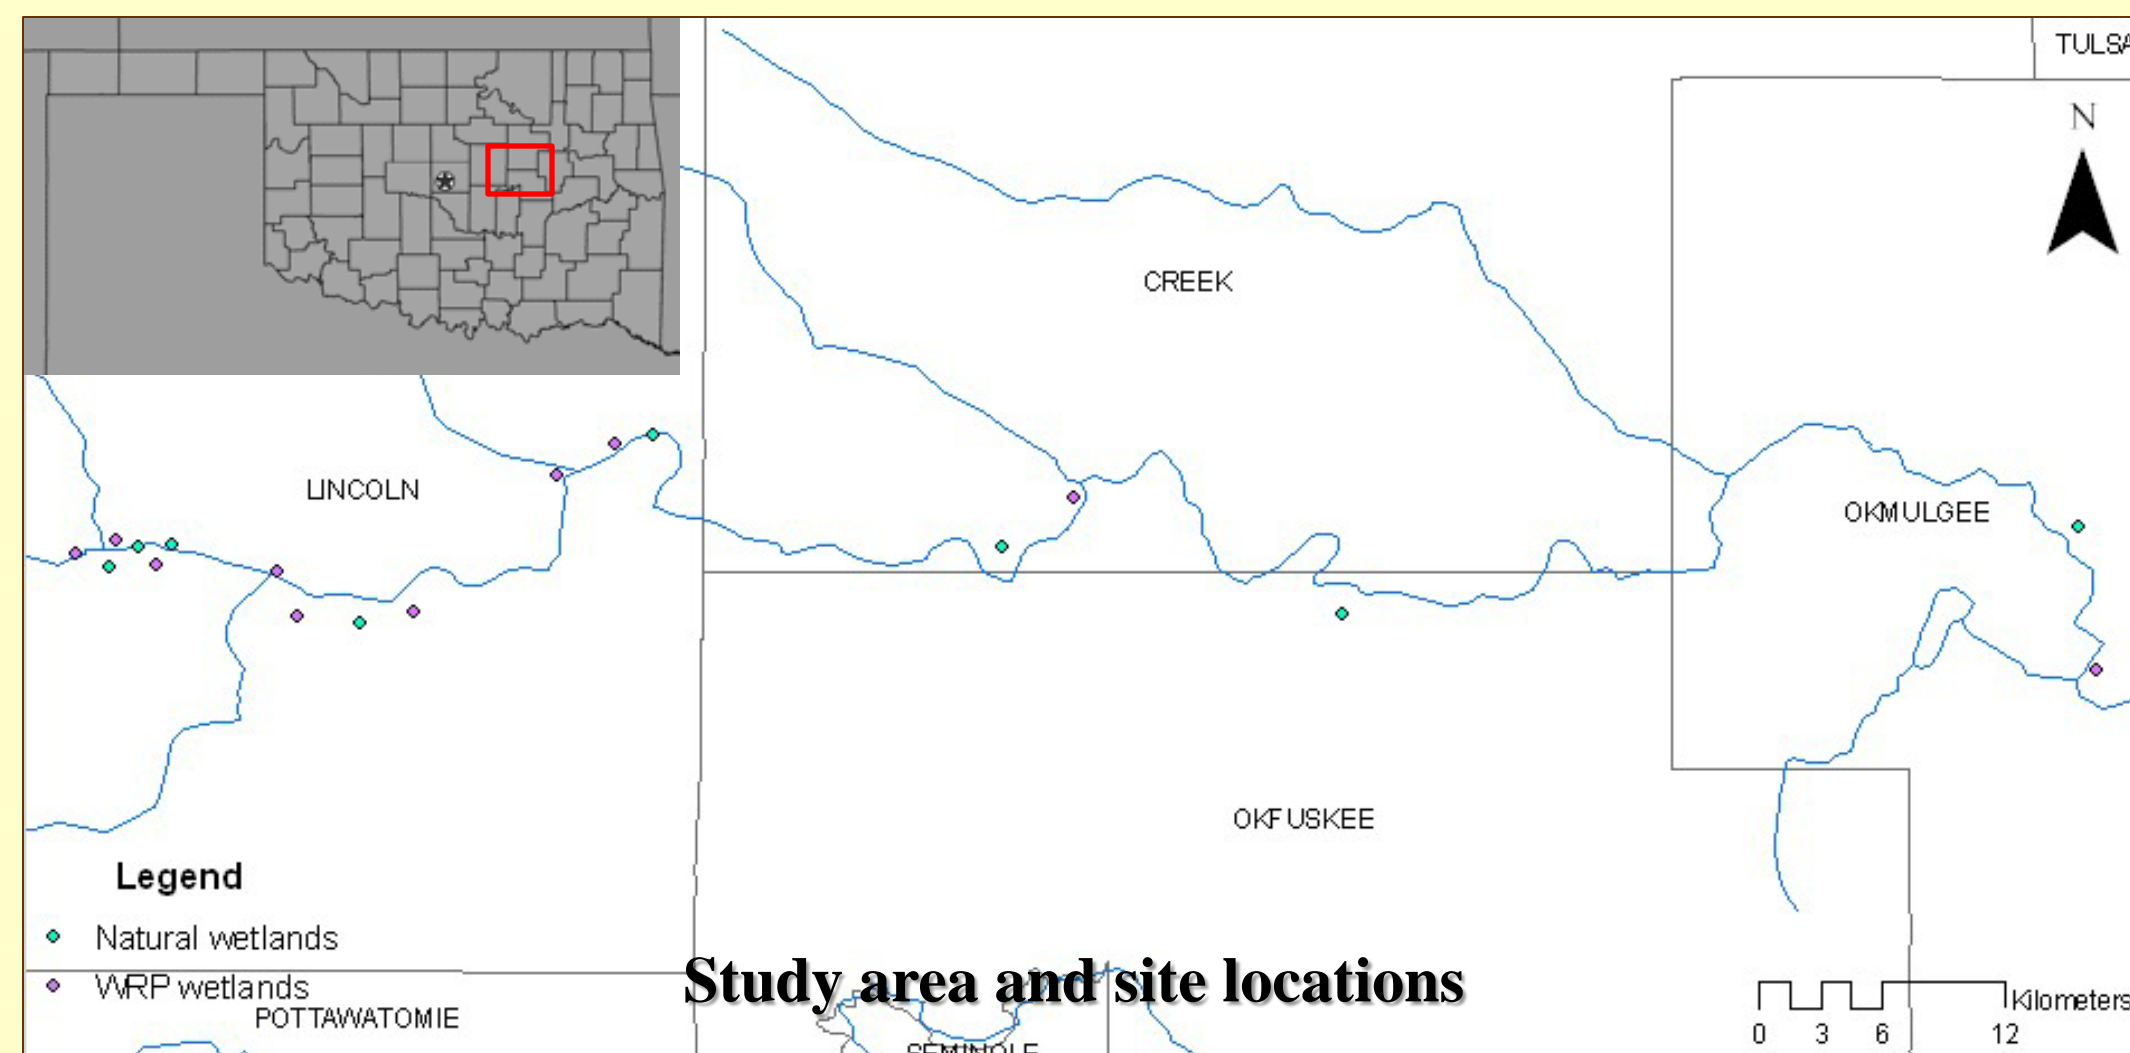 TULSA
N
CREEK
LINCOLN
OKMULGEE
OKFUSKEE
Legend
Natural wetlands
WRP wetlands
Study area and site locations
POTTAWATOMIE
SEMINOLE
Kilometers
0 3 6 12